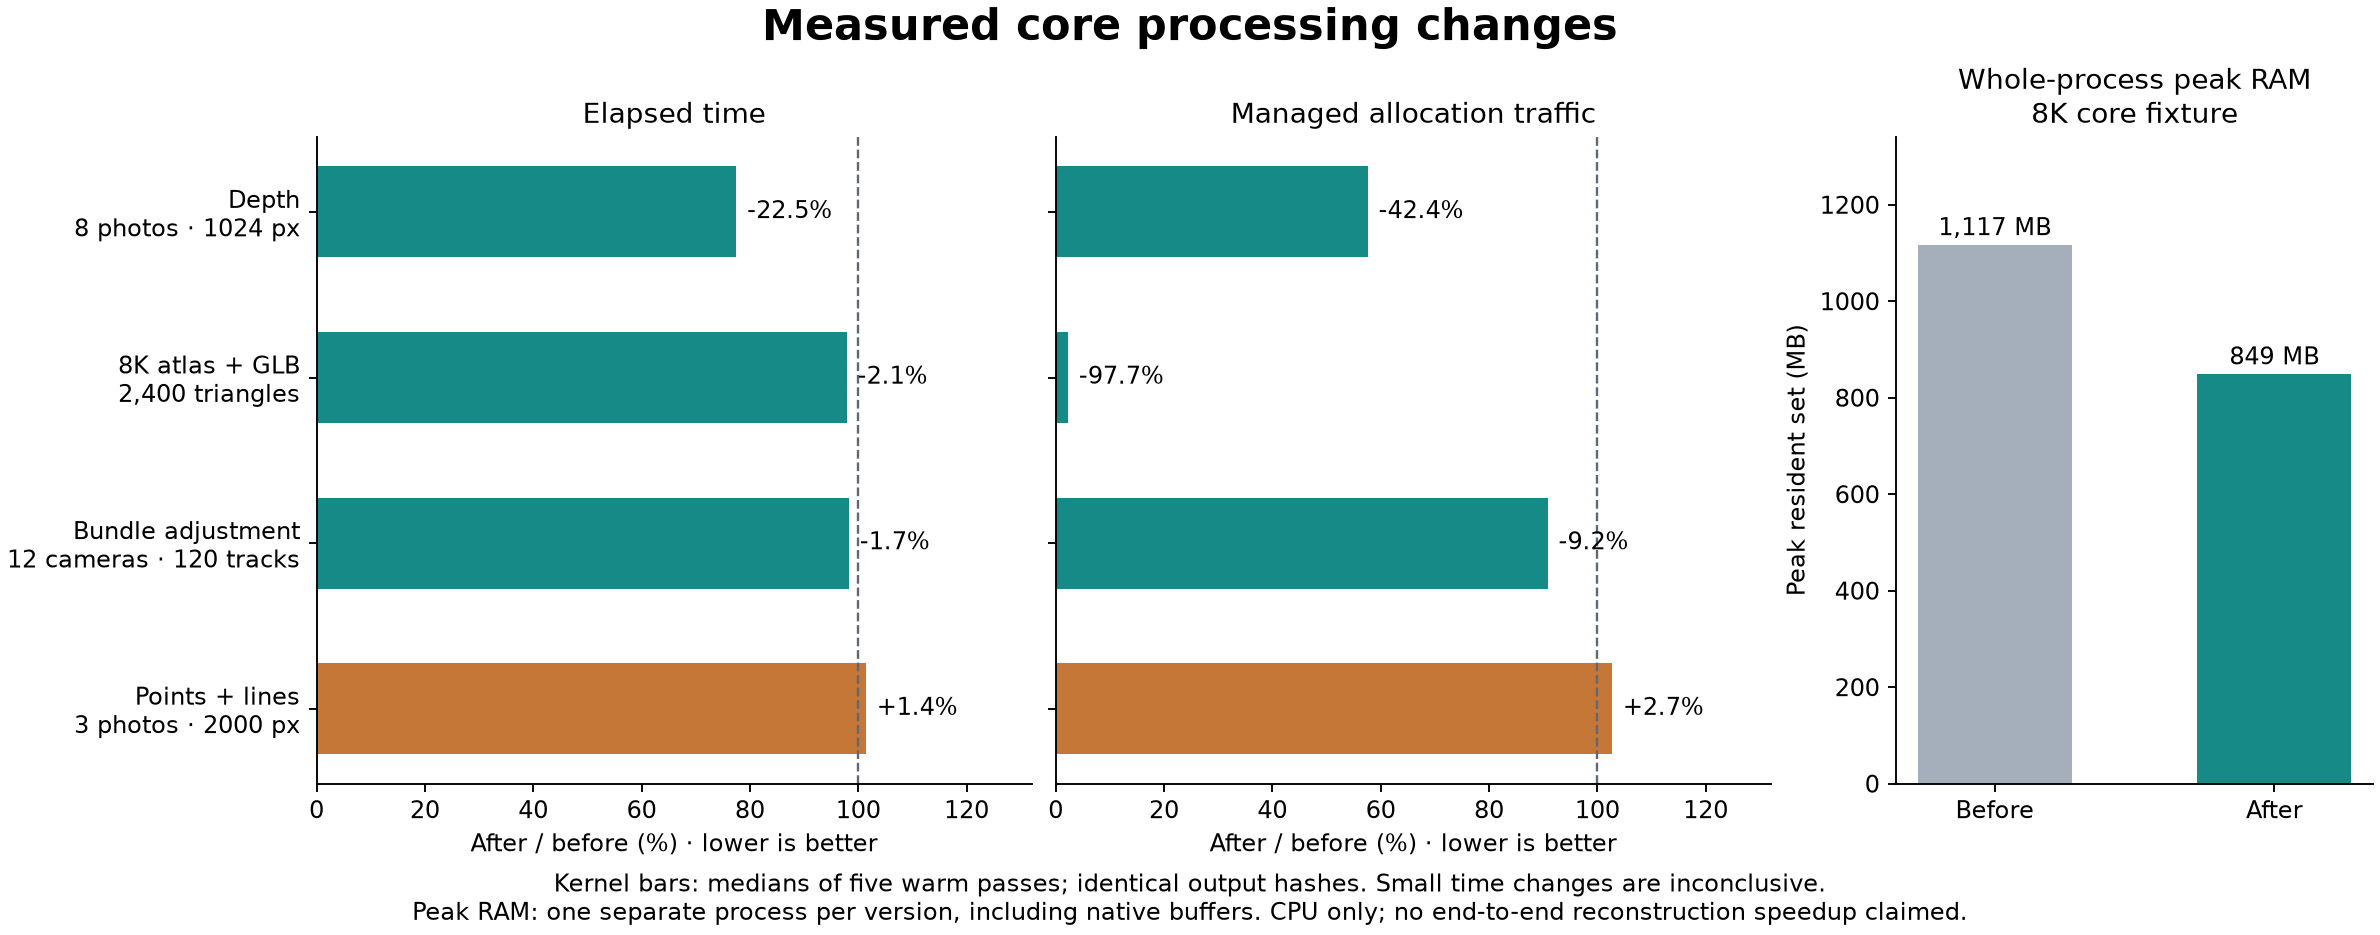 Measured core processing changes
Elapsed time
Depth
8 photos · 1024 px
8K atlas + GLB
2,400 triangles
Bundle adjustment
12 cameras · 120 tracks
Points + lines
3 photos · 2000 px
-22.5%
-2.1%
-1.7%
+1.4%
0 20 40 60 80 100 120
After / before (%) · lower is better
Managed allocation traffic
-42.4%
-97.7%
-9.2%
+2.7%
0 20 40 60 80 100 120
After / before (%) · lower is better
Whole-process peak RAM
8K core fixture
Peak resident set (MB)
1200
1000
800
600
400
200
0
1,117 MB
849 MB
Before After
Kernel bars: medians of five warm passes; identical output hashes. Small time changes are inconclusive.
Peak RAM: one separate process per version, including native buffers. CPU only; no end-to-end reconstruction speedup claimed.